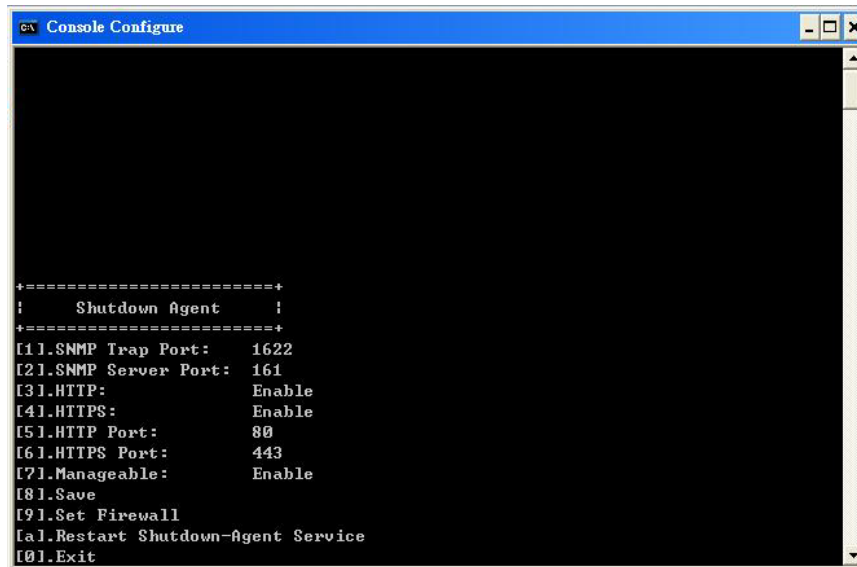 Console Configure
+========================+
¦     Shutdown Agent     ¦
+========================+
[1].SNMP Trap Port:    1622
[2].SNMP Server Port:  161
[3].HTTP:              Enable
[4].HTTPS:             Enable
[5].HTTP Port:         80
[6].HTTPS Port:        443
[7].Manageable:        Enable
[8].Save
[9].Set Firewall
[a].Restart Shutdown-Agent Service
[0].Exit